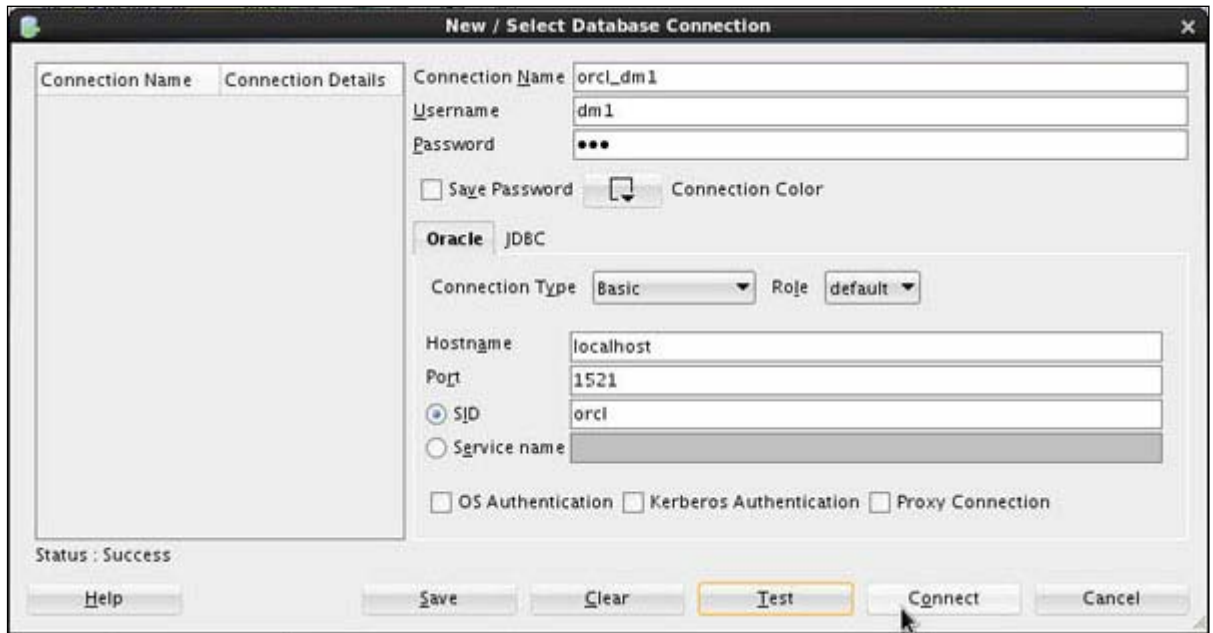 New / Select Database Connection
Connection Name Connection Details
Connection Name orcl_dm1
Username dm1
Password •••
Save Password Connection Color
Oracle JDBC
Connection Type Basic Role default
Hostname localhost
Port 1521
SID orcl
Service name
OS Authentication Kerberos Authentication Proxy Connection
Status : Success
Help Save Clear Test Connect Cancel